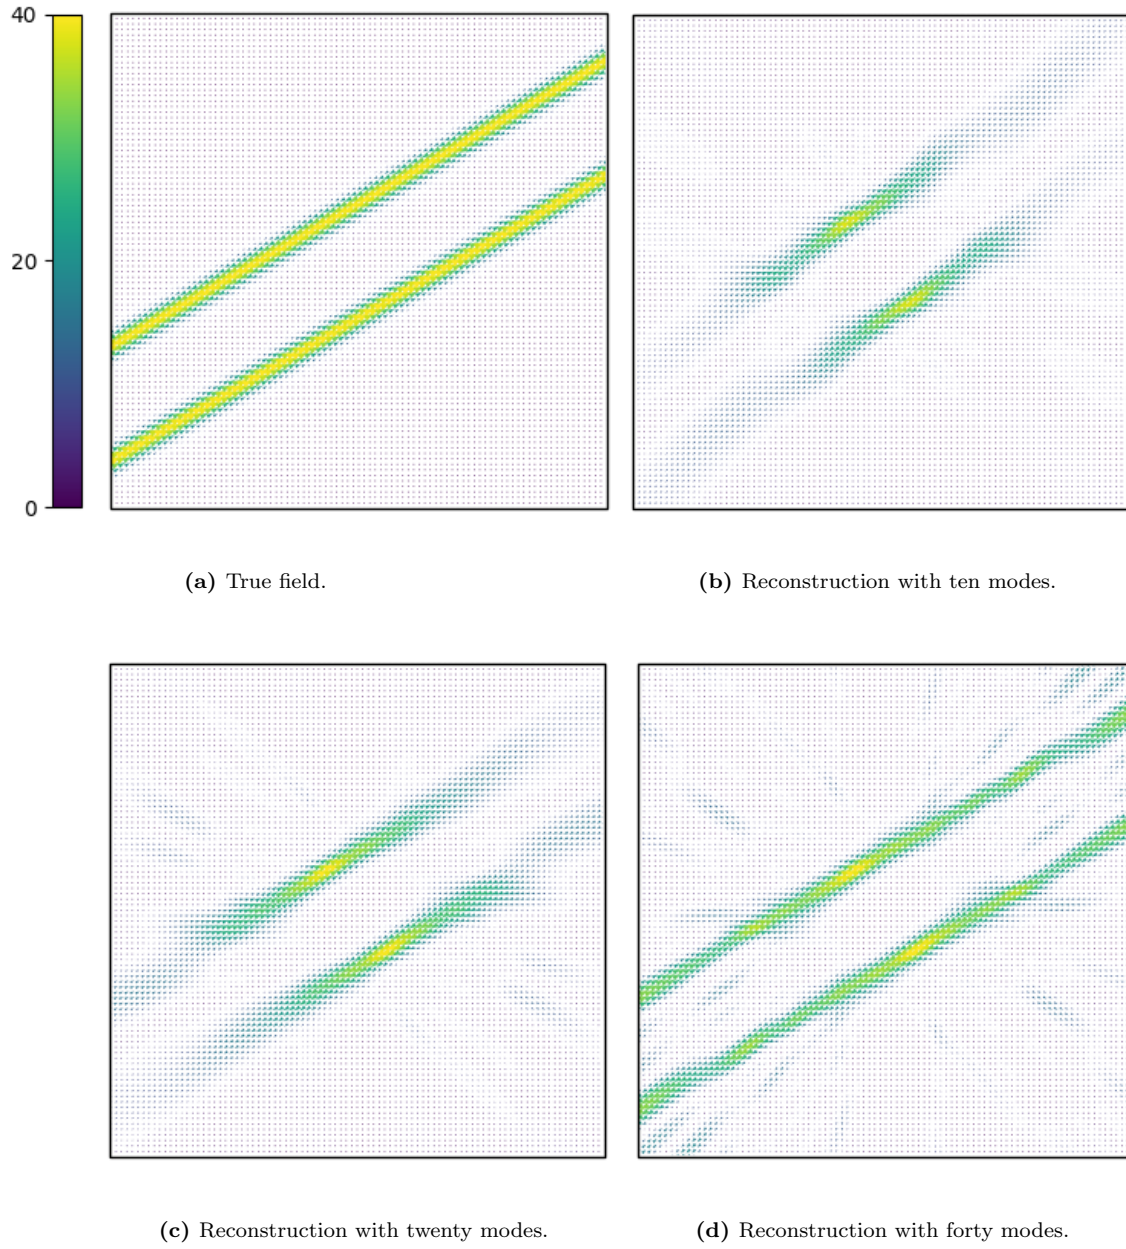 40
20
0
(a) True field.
(b) Reconstruction with ten modes.
(c) Reconstruction with twenty modes.
(d) Reconstruction with forty modes.